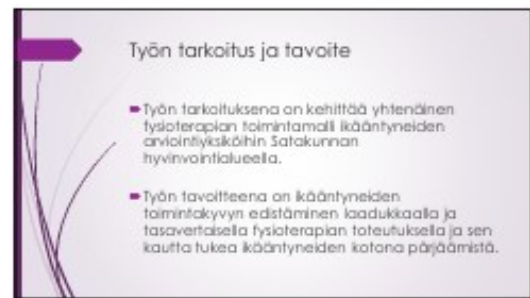 Työn tarkoitus ja tavoite
Työn tarkoituksena on kehittää yhtenäinen
fysioterapian toimintamalli ikääntyneiden
arviointiyksiköihin Satakunnan
hyvinvointialueella.
Työn tavoitteena on ikääntyneiden
toimintakyvyn edistäminen laadukkaalla ja
tasavertaisella fysioterapian toteutuksella ja sen
kautta tukea ikääntyneiden kotona pärjäämistä.